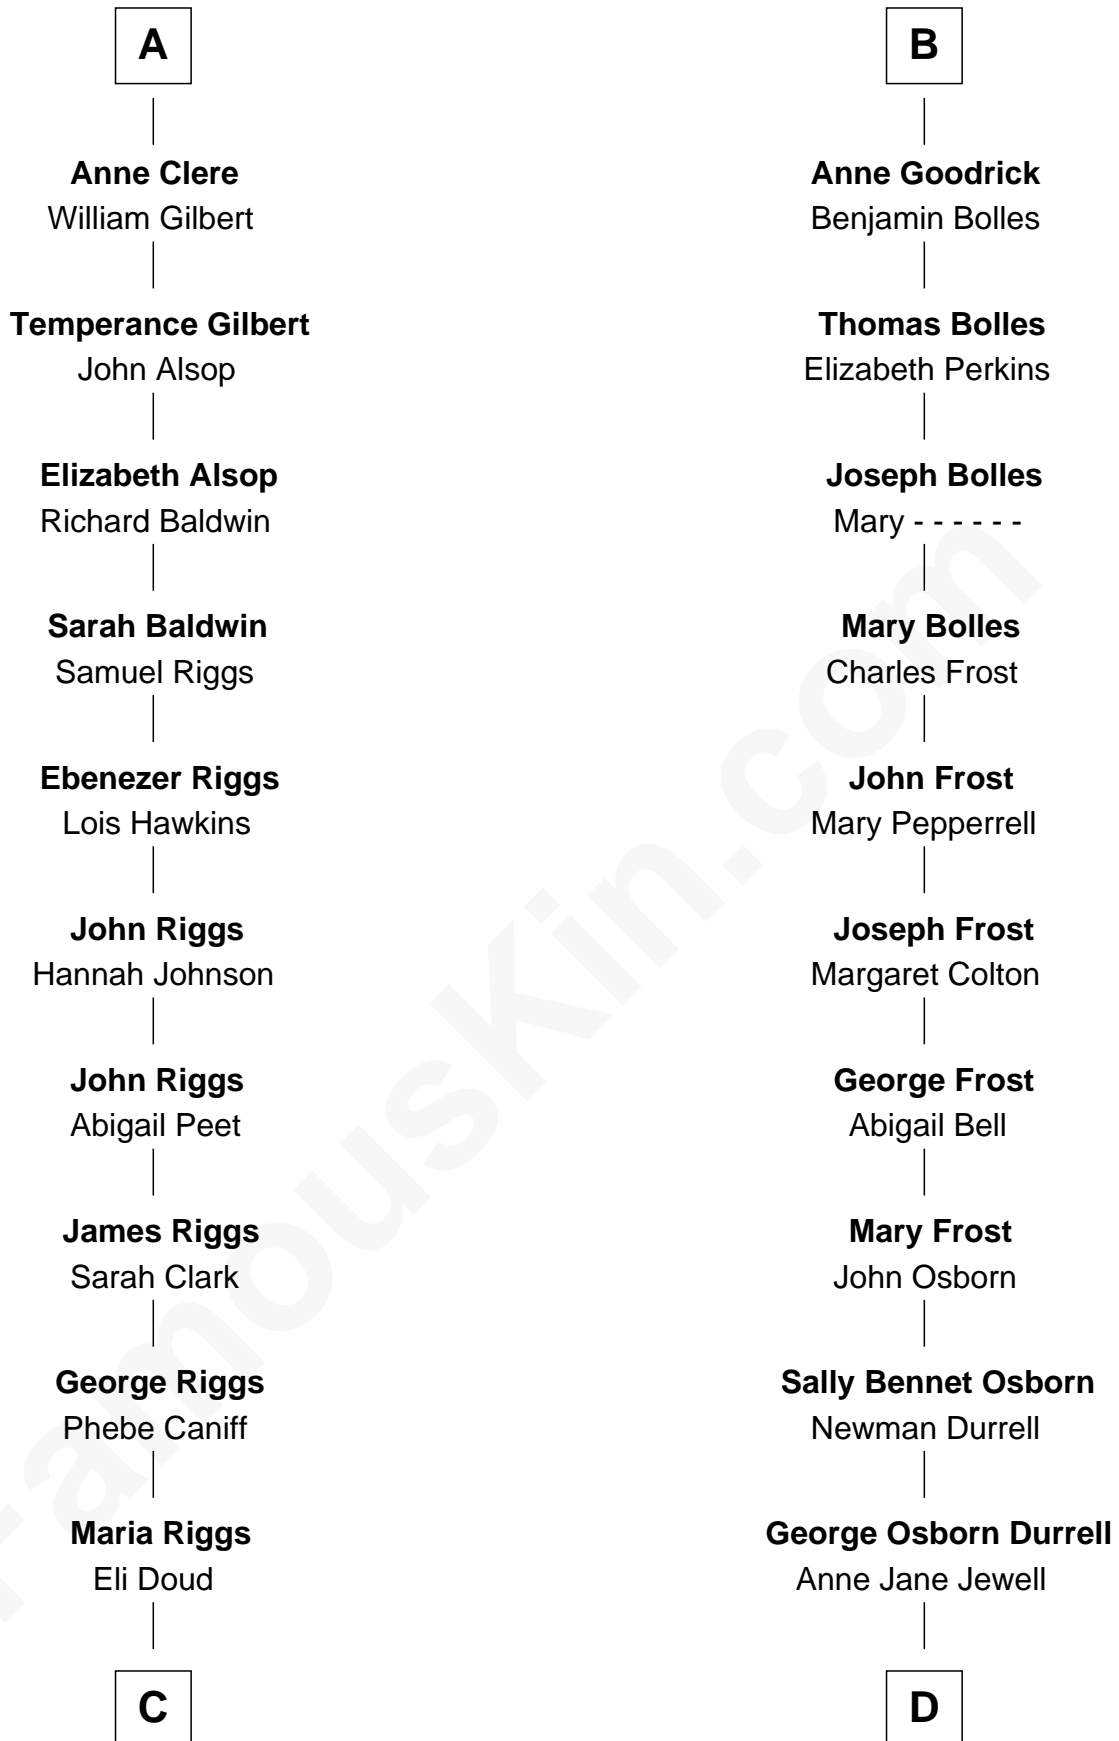 A
Anne Clere
William Gilbert
Temperance Gilbert
John Alsop
Elizabeth Alsop
Richard Baldwin
Sarah Baldwin
Samuel Riggs
Ebenezer Riggs
Lois Hawkins
John Riggs
Hannah Johnson
John Riggs
Abigail Peet
James Riggs
Sarah Clark
George Riggs
Phebe Caniff
Maria Riggs
Eli Doud
C
B
Anne Goodrick
Benjamin Bolles
Thomas Bolles
Elizabeth Perkins
Joseph Bolles
Mary - - - - - -
Mary Bolles
Charles Frost
John Frost
Mary Pepperrell
Joseph Frost
Margaret Colton
George Frost
Abigail Bell
Mary Frost
John Osborn
Sally Bennet Osborn
Newman Durrell
George Osborn Durrell
Anne Jane Jewell
D
FamousKin.com